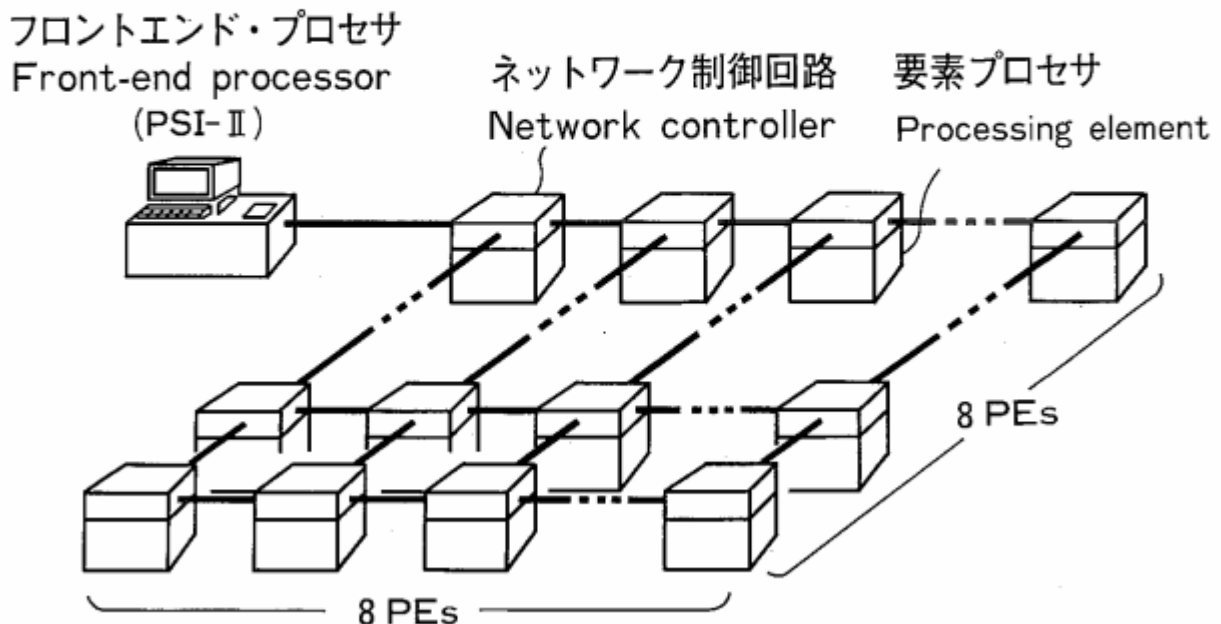 フロントエンド・プロセサ
Front-end processor
(PSI-Ⅱ)
ネットワーク制御回路
Network controller
要素プロセサ
Processing element
8 PEs
8 PEs